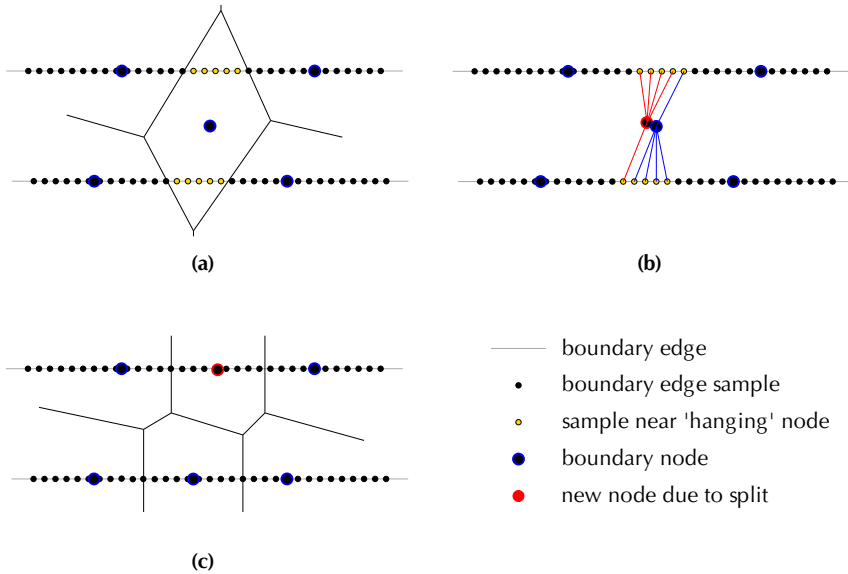 (a)
(b)
(c)
boundary edge
boundary edge sample
sample near 'hanging' node
boundary node
new node due to split